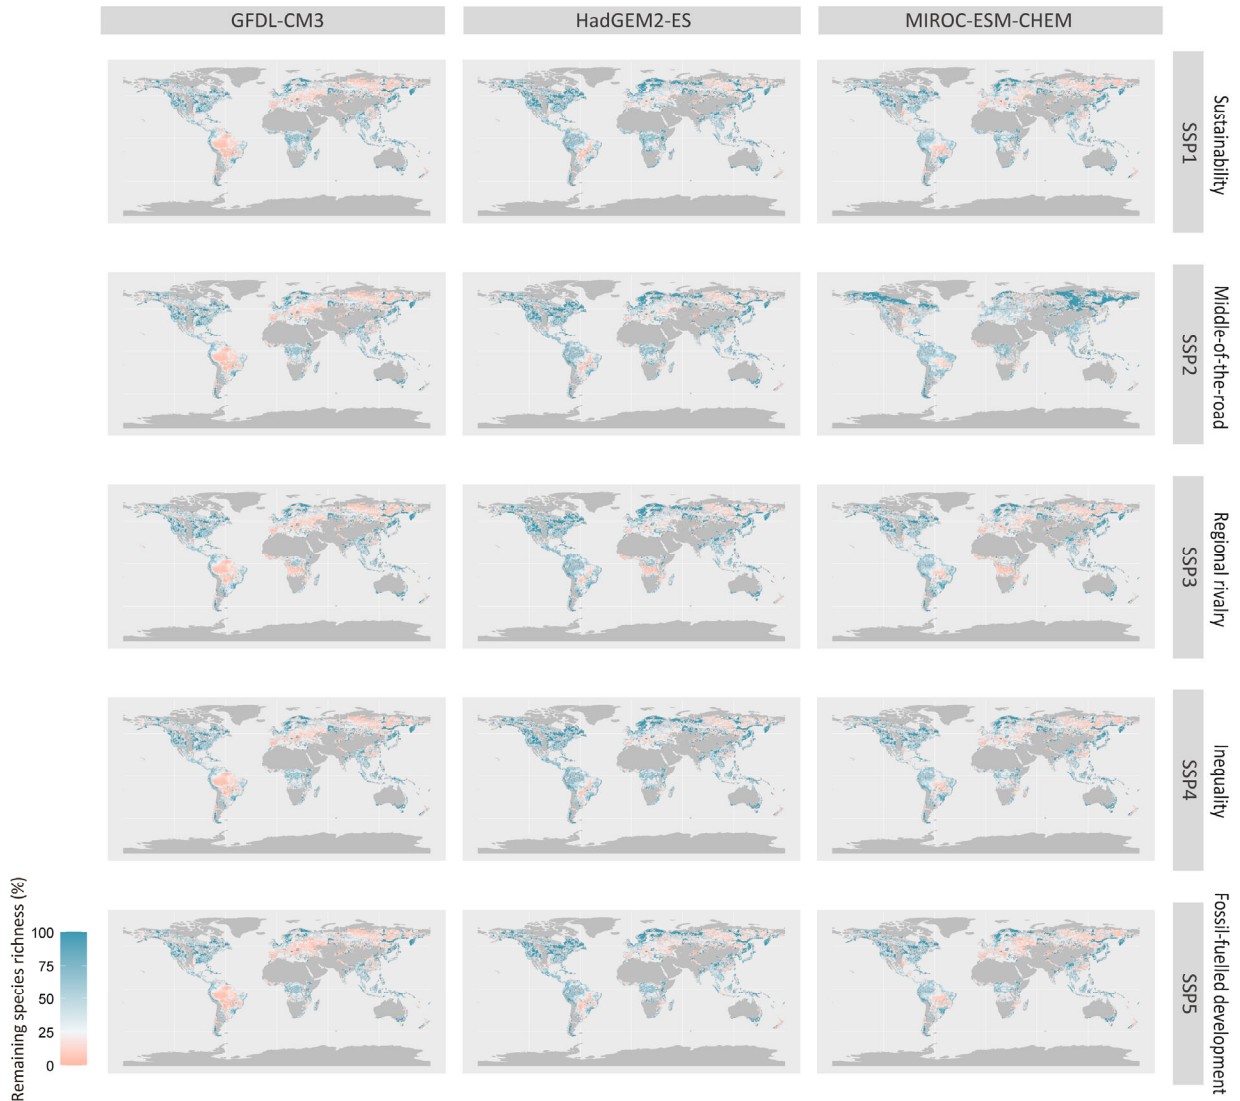 GFDL-CM3
HadGEM2-ES
MIROC-ESM-CHEM
Sustainability
SSP1
Middle-of-the-road
SSP2
Regional rivalry
SSP3
Inequality
SSP4
Fossil-fuelled development
SSP5
Remaining species richness (%)
100
75
50
25
0